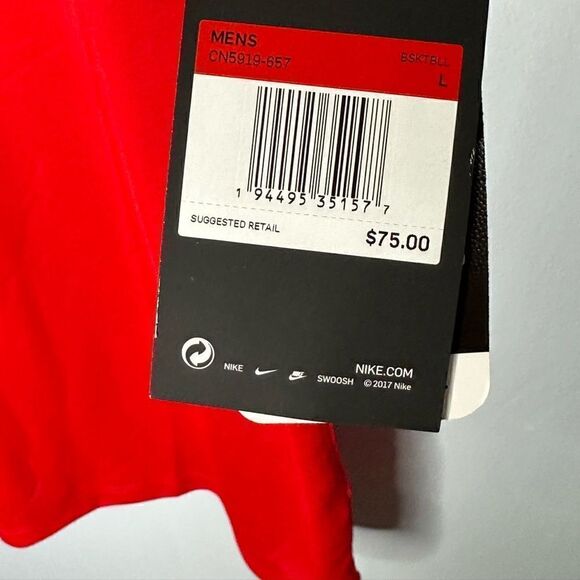 MENS
CN5919-657 BSKTBLL
L
1 94495 35157 7
SUGGESTED RETAIL
$75.00
NIKE.COM
NIKE SWOOSH © 2017 Nike